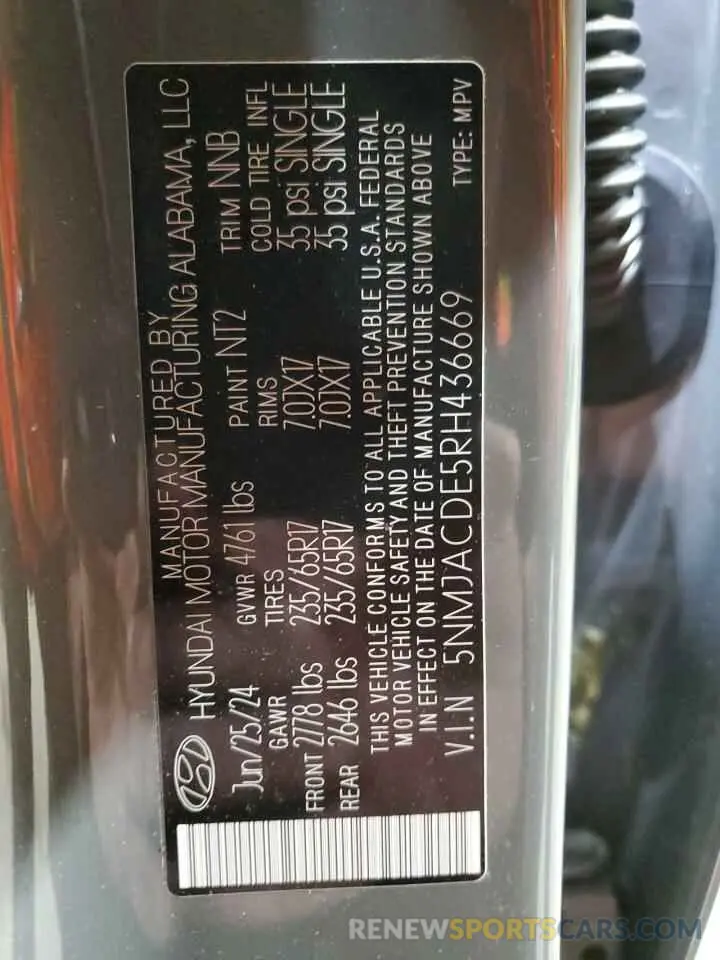 MANUFACTURED BY
HYUNDAI MOTOR MANUFACTURING ALABAMA, LLC
Jun/25/24 GVWR 4761 lbs PAINT NT2 TRIM NNB
GAWR TIRES RIMS COLD TIRE INFL
FRONT 2778 lbs 235/65R17 7.0JX17 35 psi SINGLE
REAR 2646 lbs 235/65R17 7.0JX17 35 psi SINGLE
THIS VEHICLE CONFORMS TO ALL APPLICABLE U.S.A. FEDERAL
MOTOR VEHICLE SAFETY AND THEFT PREVENTION STANDARDS
IN EFFECT ON THE DATE OF MANUFACTURE SHOWN ABOVE
V.I.N 5NMJACDE5RH436669 TYPE: MPV
RENEWSPORTSCARS.COM